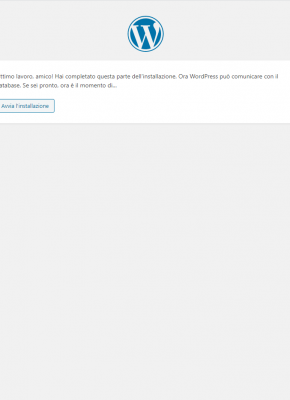 ttimo lavoro, amico! Hai completato questa parte dell'installazione. Ora WordPress può comunicare con il
atabase. Se sei pronto, ora è il momento di…
Avvia l'installazione